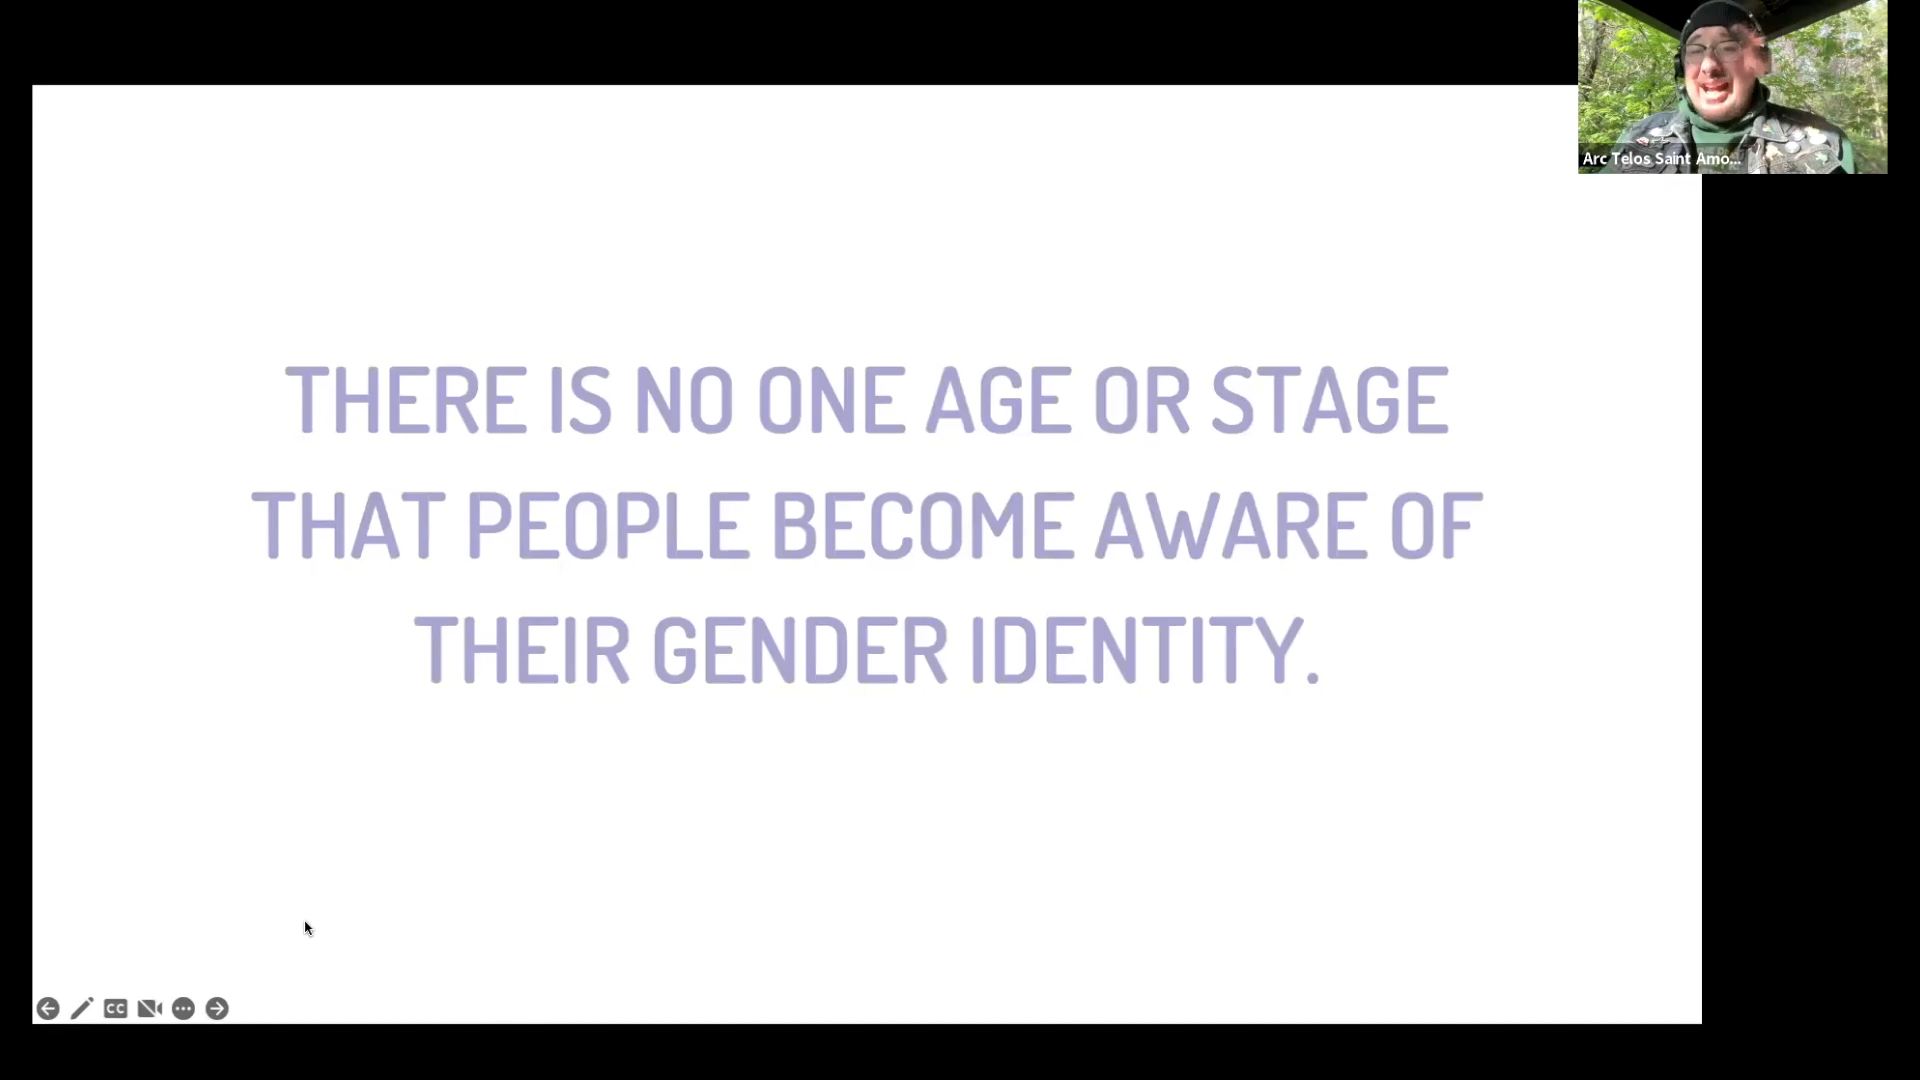 Arc Telos Saint Amo...
THERE IS NO ONE AGE OR STAGE
THAT PEOPLE BECOME AWARE OF
THEIR GENDER IDENTITY.
CC